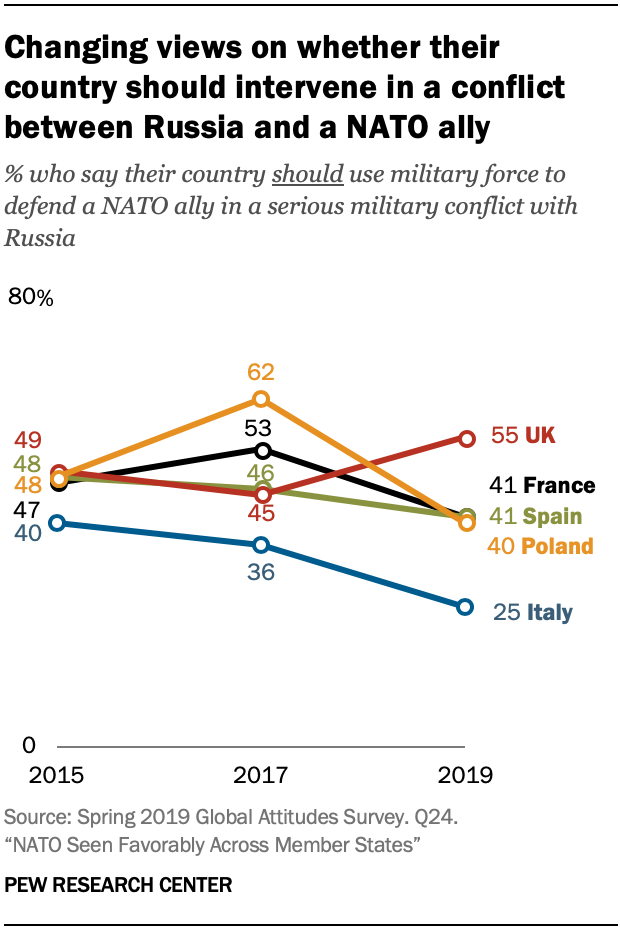 Changing views on whether their
country should intervene in a conflict
between Russia and a NATO ally
% who say their country should use military force to
defend a NATO ally in a serious military conflict with
Russia
80%
62
53
49
48
48
47
40
46
45
36
55 UK
41 France
41 Spain
40 Poland
25 Italy
0
2015 2017 2019
Source: Spring 2019 Global Attitudes Survey. Q24.
“NATO Seen Favorably Across Member States”
PEW RESEARCH CENTER